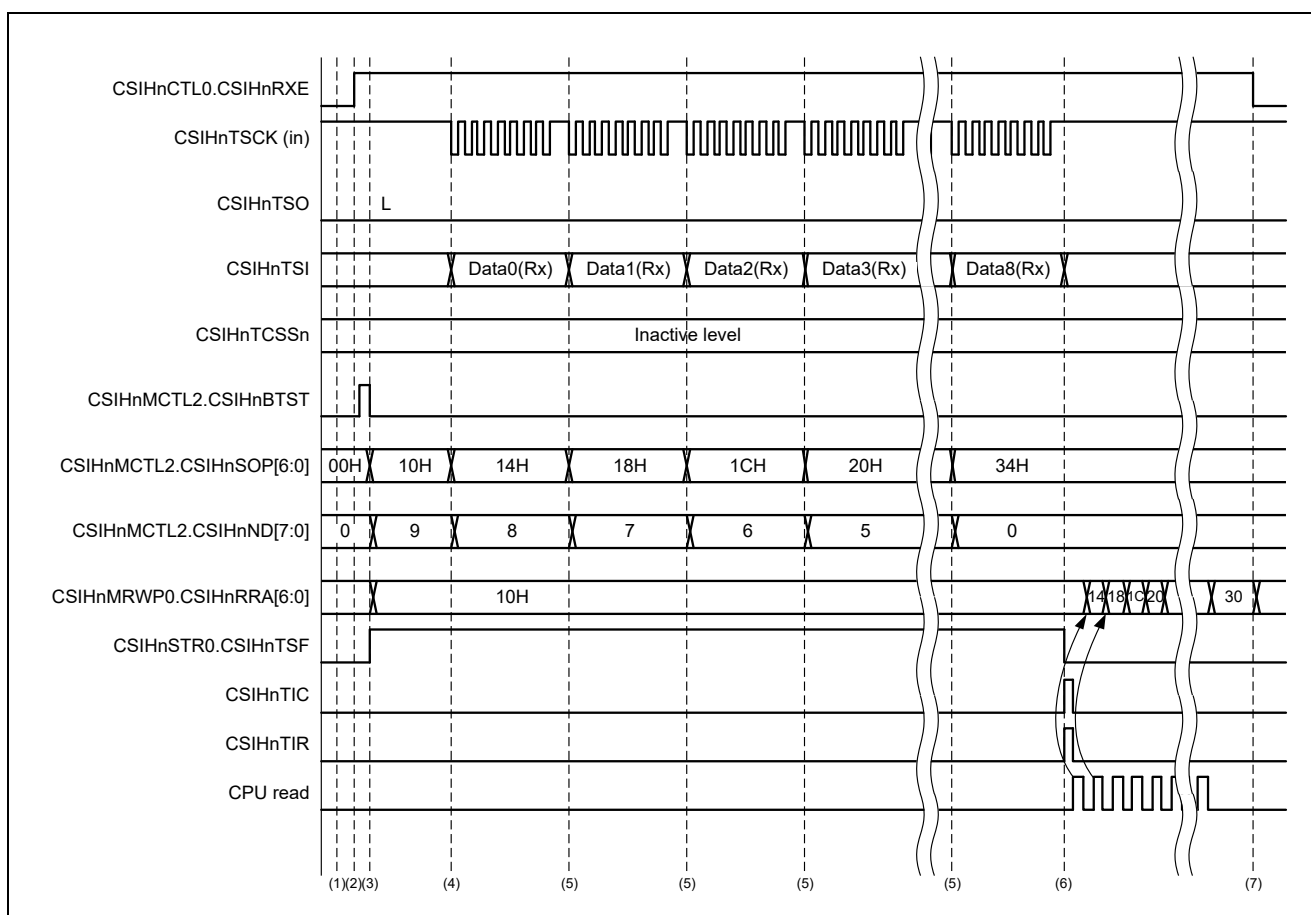 CSIHnCTL0.CSIHnRXE
CSIHnTSCK (in)
CSIHnTSO L
CSIHnTSI Data0(Rx) Data1(Rx) Data2(Rx) Data3(Rx) Data8(Rx)
CSIHnTCSSn Inactive level
CSIHnMCTL2.CSIHnBTST
CSIHnMCTL2.CSIHnSOP[6:0] 00H 10H 14H 18H 1CH 20H 34H
CSIHnMCTL2.CSIHnND[7:0] 0 9 8 7 6 5 0
CSIHnMRWP0.CSIHnRRA[6:0] 10H 14 18 1C 20 30
CSIHnSTR0.CSIHnTSF
CSIHnTIC
CSIHnTIR
CPU read
(1) (2) (3) (4) (5) (5) (5) (5) (6) (7)